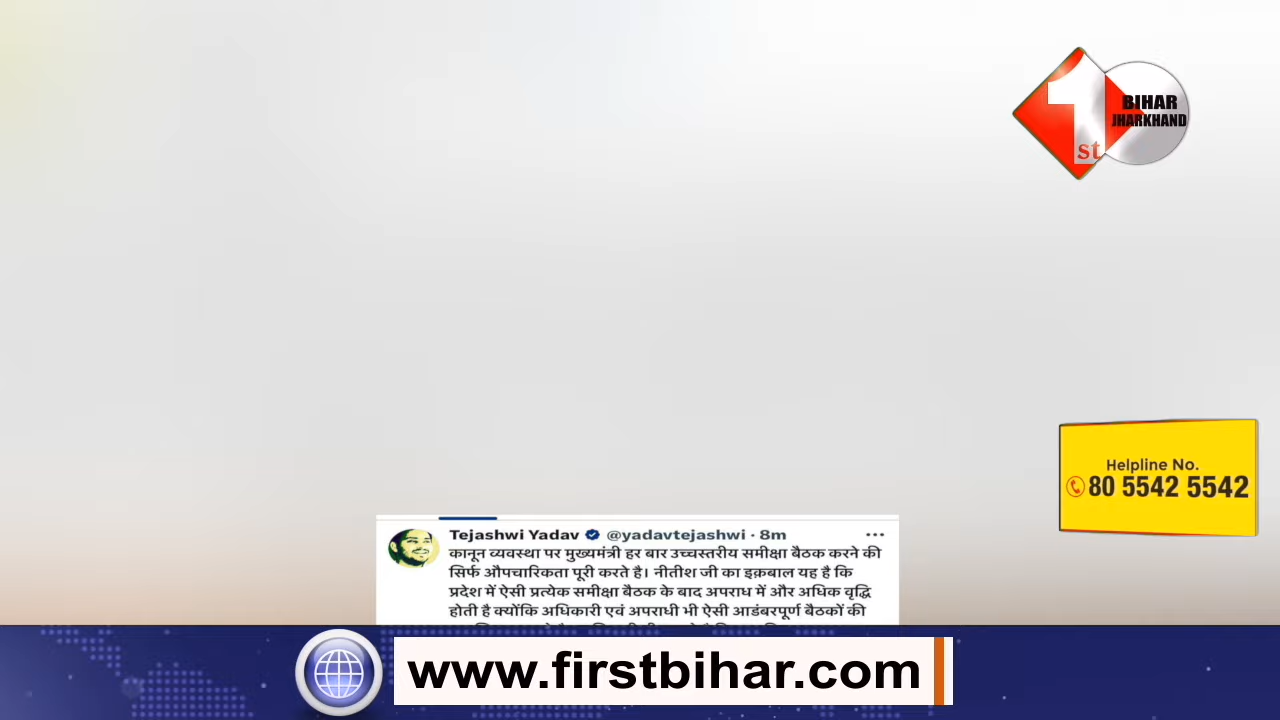 1st
BIHAR
JHARKHAND
Helpline No.
80 5542 5542
Tejashwi Yadav @yadavtejashwi · 8m
कानून व्यवस्था पर मुख्यमंत्री हर बार उच्चस्तरीय समीक्षा बैठक करने की
सिर्फ औपचारिकता पूरी करते है। नीतीश जी का इक़बाल यह है कि
प्रदेश में ऐसी प्रत्येक समीक्षा बैठक के बाद अपराध में और अधिक वृद्धि
होती है क्योंकि अधिकारी एवं अपराधी भी ऐसी आडंबरपूर्ण बैठकों की
www.firstbihar.com